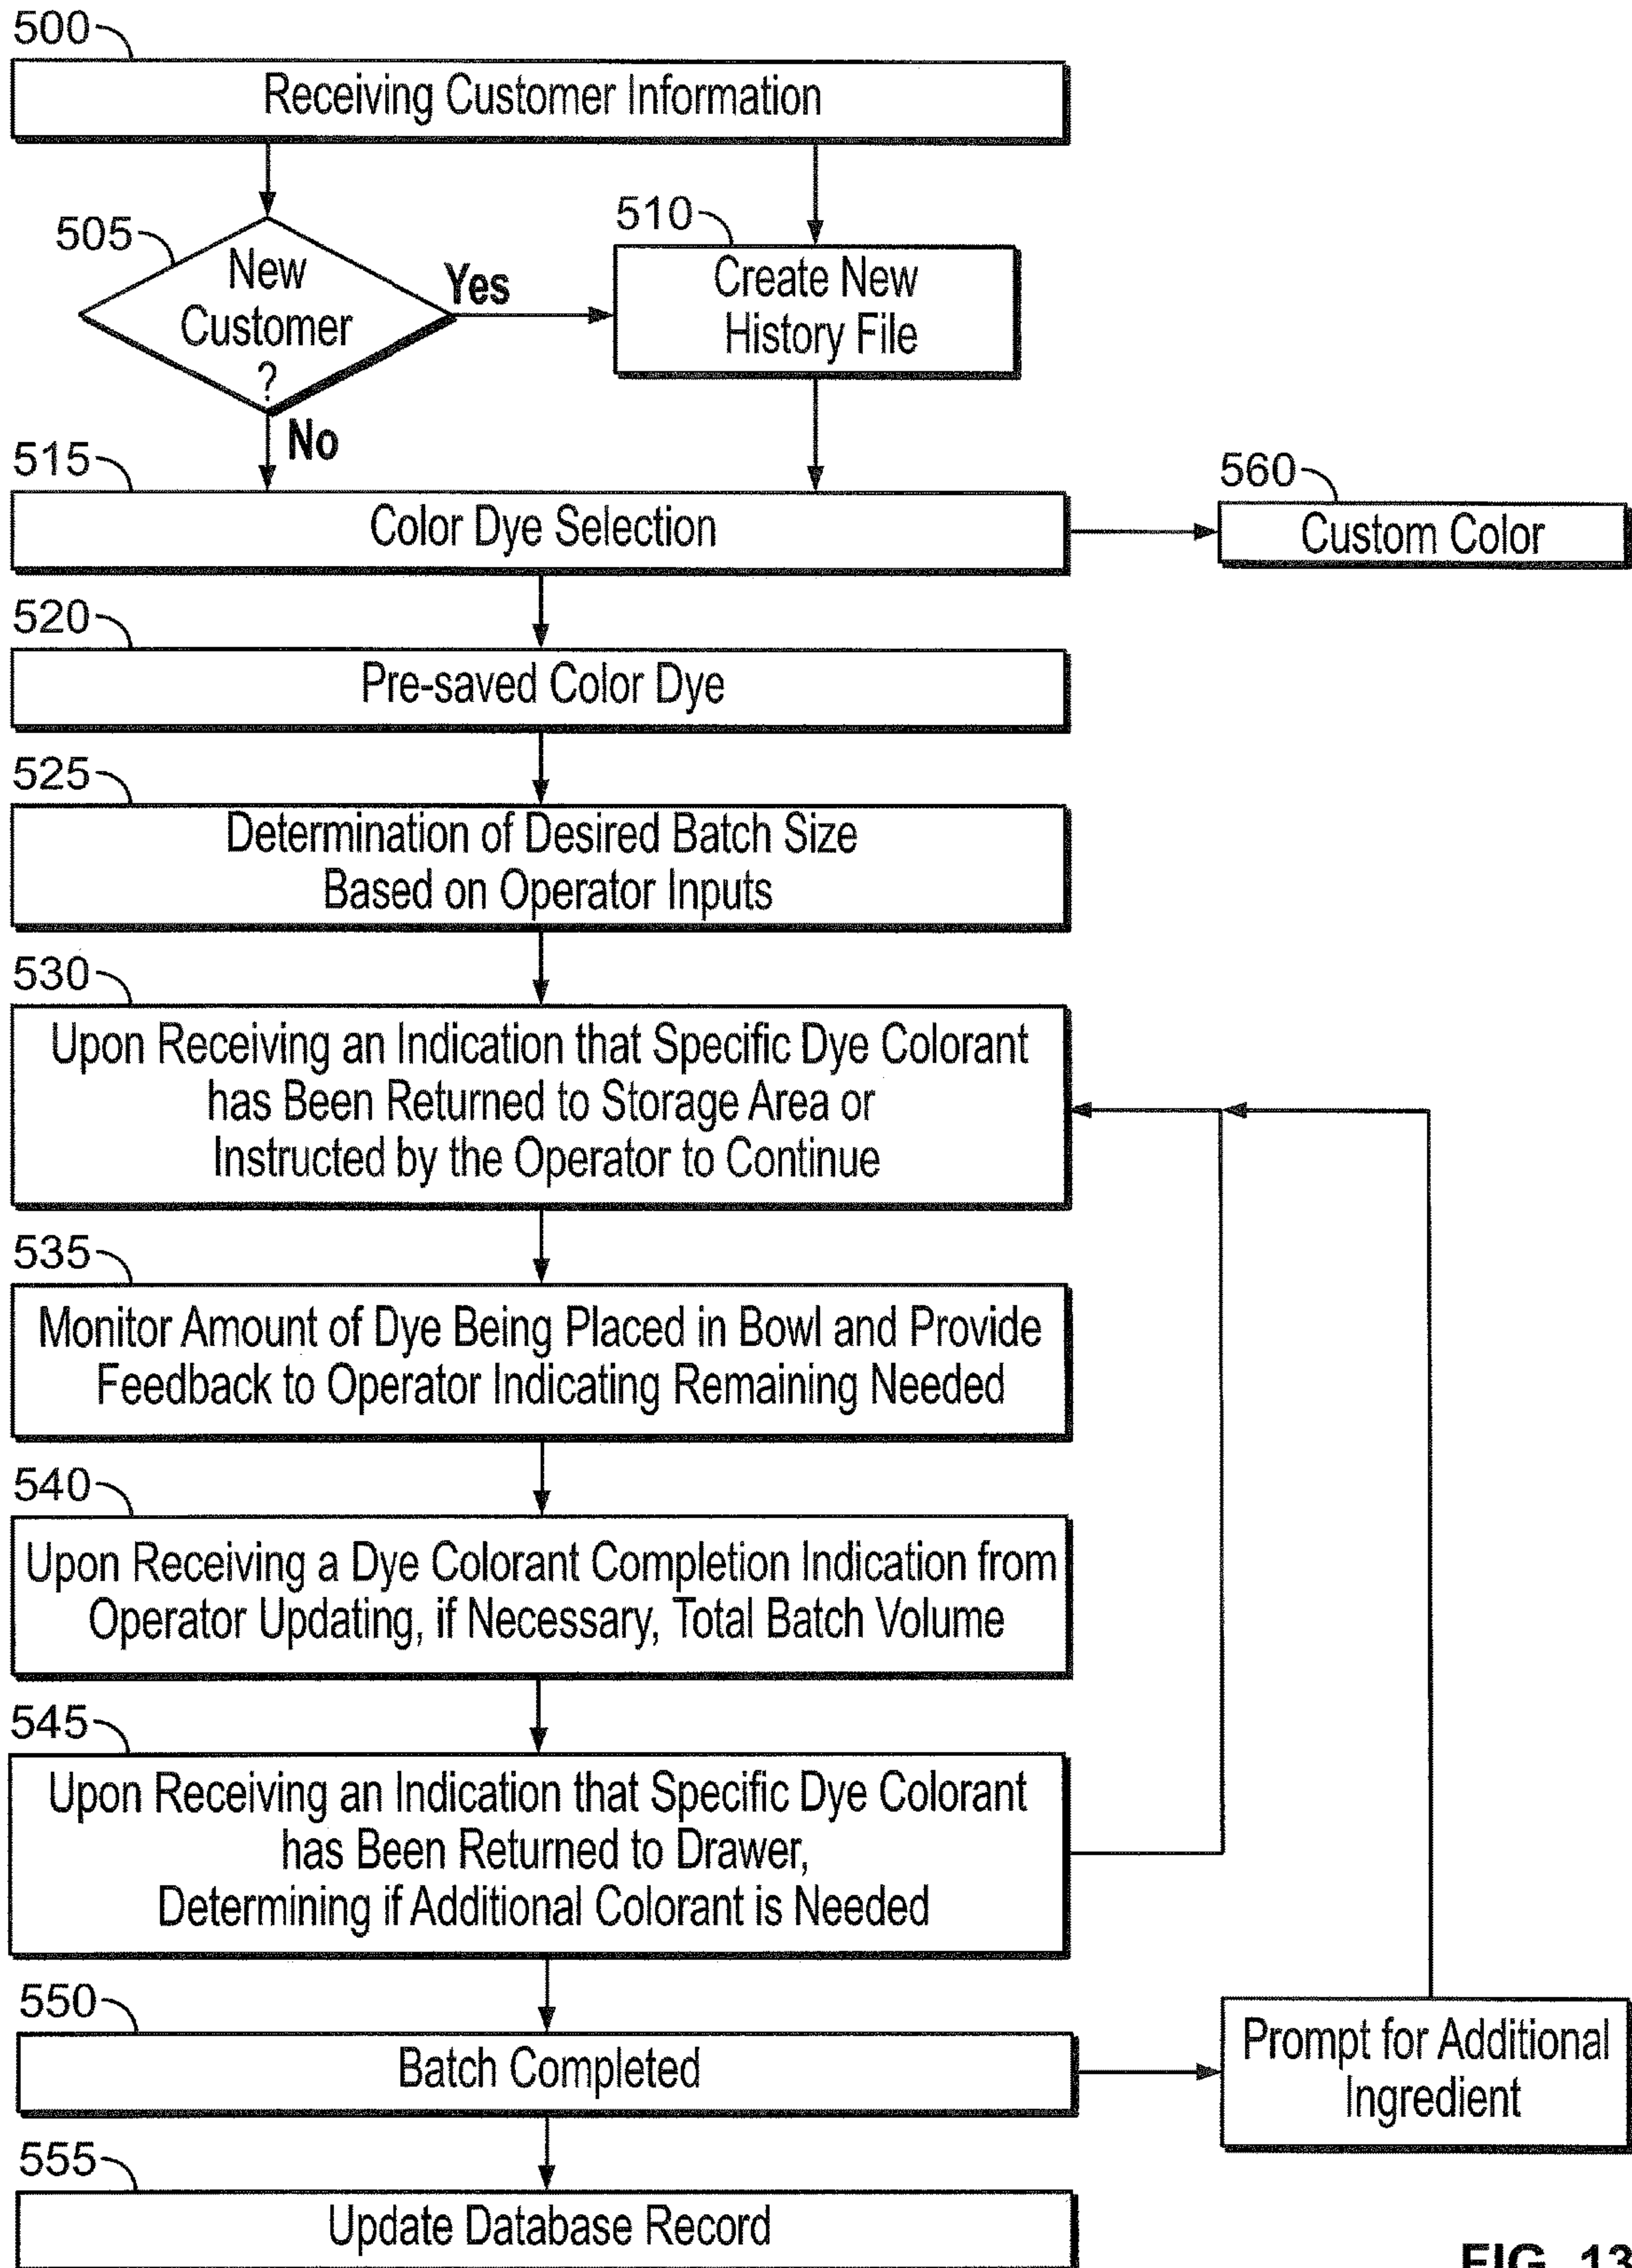 500
Receiving Customer Information
505
New
Customer
?
Yes
No
510
Create New
History File
515
Color Dye Selection
560
Custom Color
520
Pre-saved Color Dye
525
Determination of Desired Batch Size
Based on Operator Inputs
530
Upon Receiving an Indication that Specific Dye Colorant
has Been Returned to Storage Area or
Instructed by the Operator to Continue
535
Monitor Amount of Dye Being Placed in Bowl and Provide
Feedback to Operator Indicating Remaining Needed
540
Upon Receiving a Dye Colorant Completion Indication from
Operator Updating, if Necessary, Total Batch Volume
545
Upon Receiving an Indication that Specific Dye Colorant
has Been Returned to Drawer,
Determining if Additional Colorant is Needed
550
Batch Completed
Prompt for Additional
Ingredient
555
Update Database Record
FIG. 13